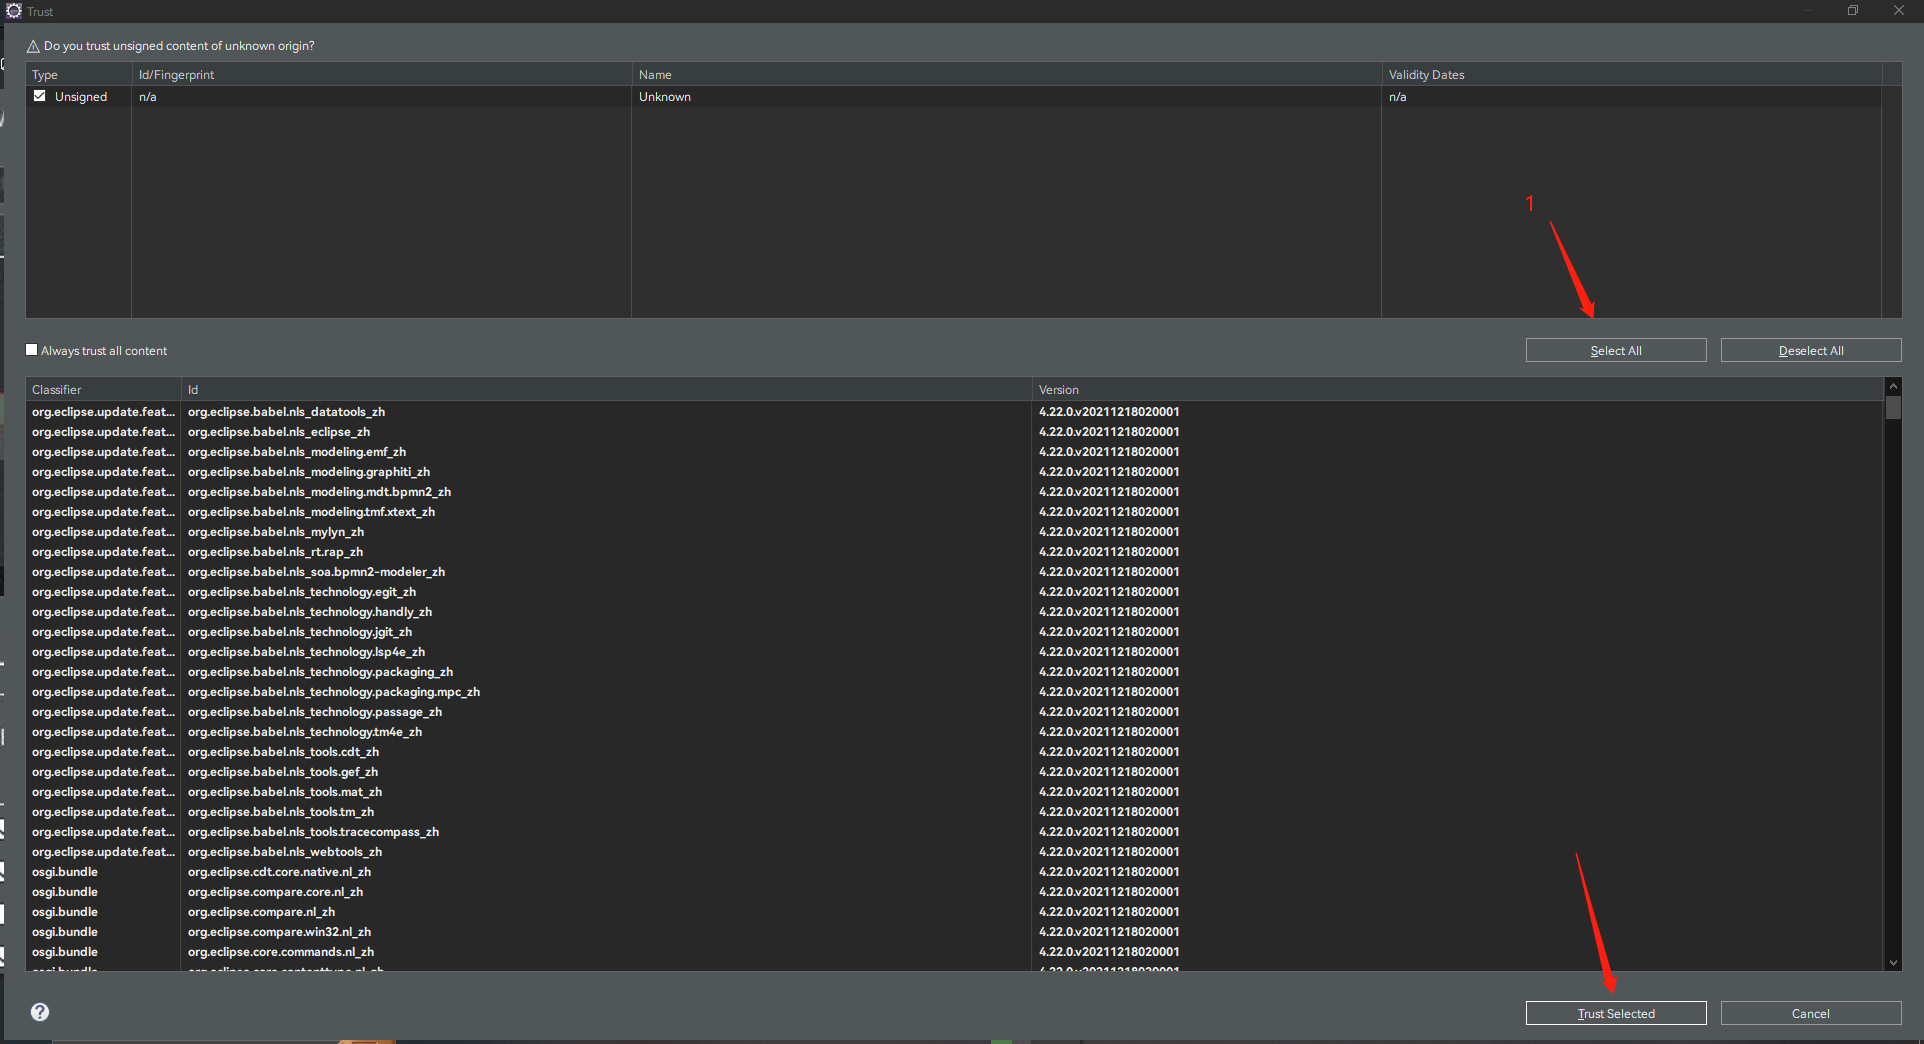 Trust
Do you trust unsigned content of unknown origin?
Type Id/Fingerprint Name Validity Dates
Unsigned n/a Unknown n/a
1
Always trust all content Select All Deselect All
Classifier Id Version
org.eclipse.update.feat... org.eclipse.babel.nls_datatools_zh 4.22.0.v20211218020001
org.eclipse.update.feat... org.eclipse.babel.nls_eclipse_zh 4.22.0.v20211218020001
org.eclipse.update.feat... org.eclipse.babel.nls_modeling.emf_zh 4.22.0.v20211218020001
org.eclipse.update.feat... org.eclipse.babel.nls_modeling.graphiti_zh 4.22.0.v20211218020001
org.eclipse.update.feat... org.eclipse.babel.nls_modeling.mdt.bpmn2_zh 4.22.0.v20211218020001
org.eclipse.update.feat... org.eclipse.babel.nls_modeling.tmf.xtext_zh 4.22.0.v20211218020001
org.eclipse.update.feat... org.eclipse.babel.nls_mylyn_zh 4.22.0.v20211218020001
org.eclipse.update.feat... org.eclipse.babel.nls_rt.rap_zh 4.22.0.v20211218020001
org.eclipse.update.feat... org.eclipse.babel.nls_soa.bpmn2-modeler_zh 4.22.0.v20211218020001
org.eclipse.update.feat... org.eclipse.babel.nls_technology.egit_zh 4.22.0.v20211218020001
org.eclipse.update.feat... org.eclipse.babel.nls_technology.handly_zh 4.22.0.v20211218020001
org.eclipse.update.feat... org.eclipse.babel.nls_technology.jgit_zh 4.22.0.v20211218020001
org.eclipse.update.feat... org.eclipse.babel.nls_technology.lsp4e_zh 4.22.0.v20211218020001
org.eclipse.update.feat... org.eclipse.babel.nls_technology.packaging_zh 4.22.0.v20211218020001
org.eclipse.update.feat... org.eclipse.babel.nls_technology.packaging.mpc_zh 4.22.0.v20211218020001
org.eclipse.update.feat... org.eclipse.babel.nls_technology.passage_zh 4.22.0.v20211218020001
org.eclipse.update.feat... org.eclipse.babel.nls_technology.tm4e_zh 4.22.0.v20211218020001
org.eclipse.update.feat... org.eclipse.babel.nls_tools.cdt_zh 4.22.0.v20211218020001
org.eclipse.update.feat... org.eclipse.babel.nls_tools.gef_zh 4.22.0.v20211218020001
org.eclipse.update.feat... org.eclipse.babel.nls_tools.mat_zh 4.22.0.v20211218020001
org.eclipse.update.feat... org.eclipse.babel.nls_tools.tm_zh 4.22.0.v20211218020001
org.eclipse.update.feat... org.eclipse.babel.nls_tools.tracecompass_zh 4.22.0.v20211218020001
org.eclipse.update.feat... org.eclipse.babel.nls_webtools_zh 4.22.0.v20211218020001
osgi.bundle org.eclipse.cdt.core.native.nl_zh 4.22.0.v20211218020001
osgi.bundle org.eclipse.compare.core.nl_zh 4.22.0.v20211218020001
osgi.bundle org.eclipse.compare.nl_zh 4.22.0.v20211218020001
osgi.bundle org.eclipse.compare.win32.nl_zh 4.22.0.v20211218020001
osgi.bundle org.eclipse.core.commands.nl_zh 4.22.0.v20211218020001
osgi.bundle org.eclipse.core.contenttype.nl_zh 4.22.0.v20211218020001
? Trust Selected Cancel